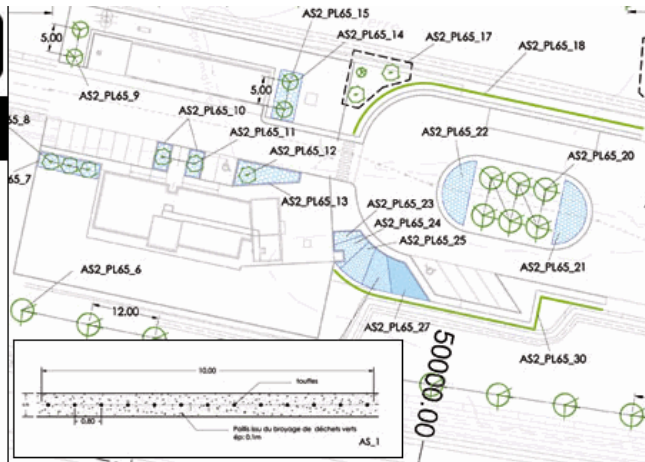 AS2_PL65_15
AS2_PL65_14
AS2_PL65_17
AS2_PL65_18
5,00
AS2_PL65_9
5,00
AS2_PL65_10
65_8
AS2_PL65_11
AS2_PL65_22
AS2_PL65_20
AS2_PL65_12
65_7
AS2_PL65_13
AS2_PL65_23
AS2_PL65_24
AS2_PL65_25
AS2_PL65_6
AS2_PL65_21
12.00
AS2_PL65_27
50000.00
AS2_PL65_30
10,00
touffes
0,80
Paillis issu du broyage de déchets verts
ép: 0.1m
AS_1